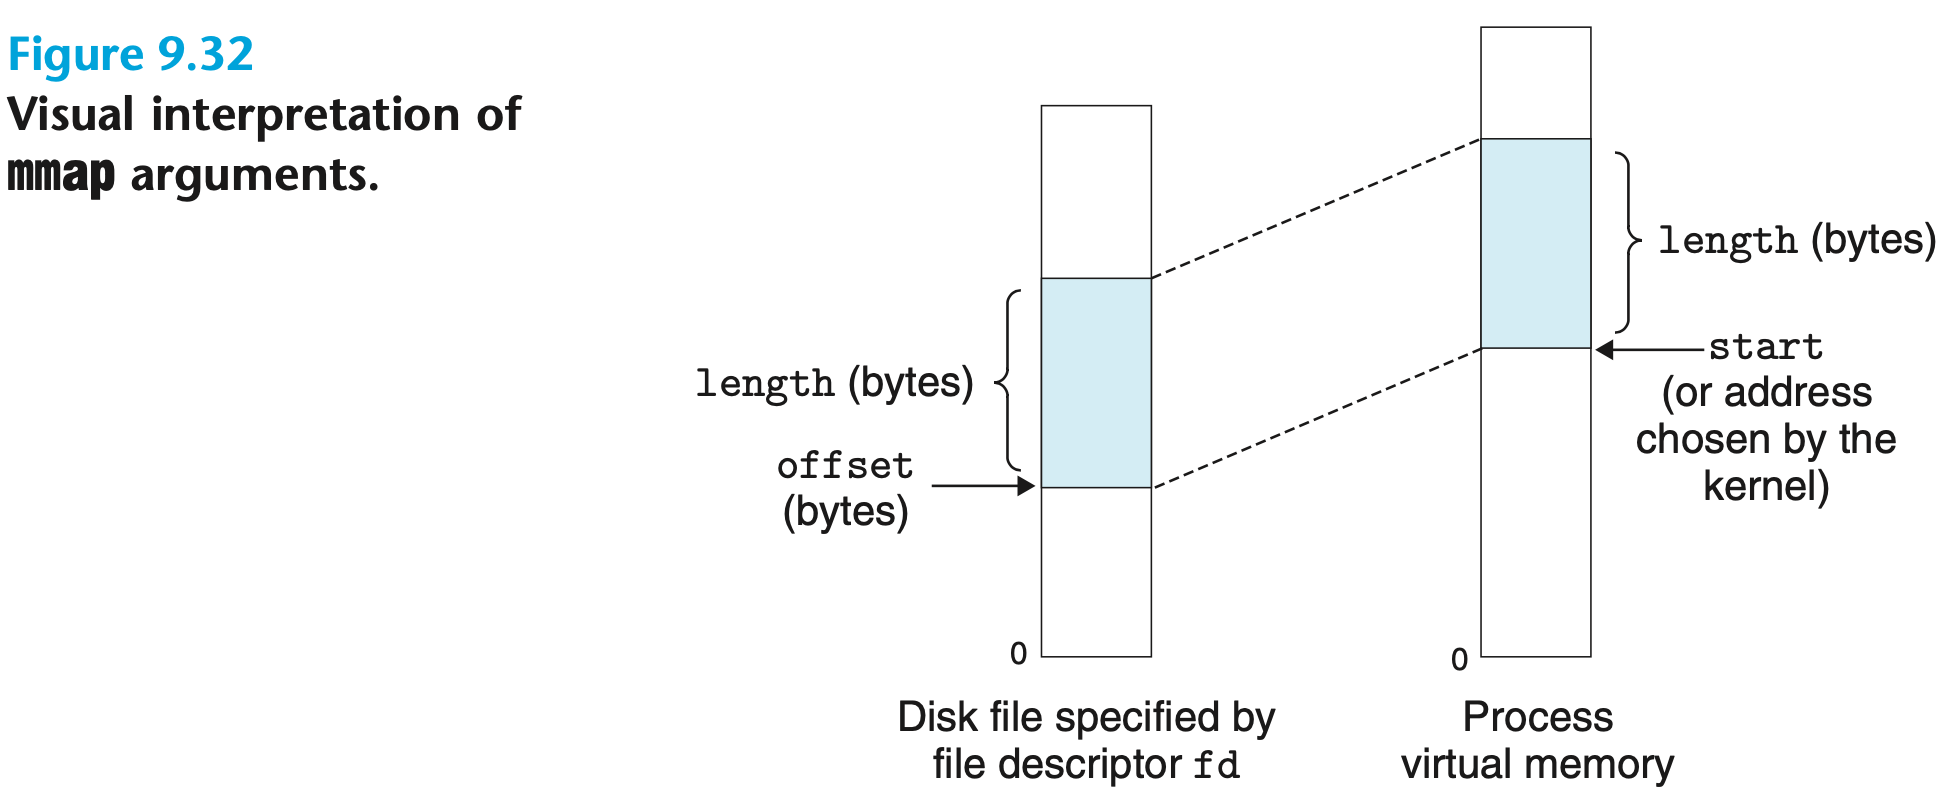 Figure 9.32
Visual interpretation of
mmap arguments.
length (bytes)
offset
(bytes)
0
Disk file specified by
file descriptor fd
length (bytes)
start
(or address
chosen by the
kernel)
0
Process
virtual memory